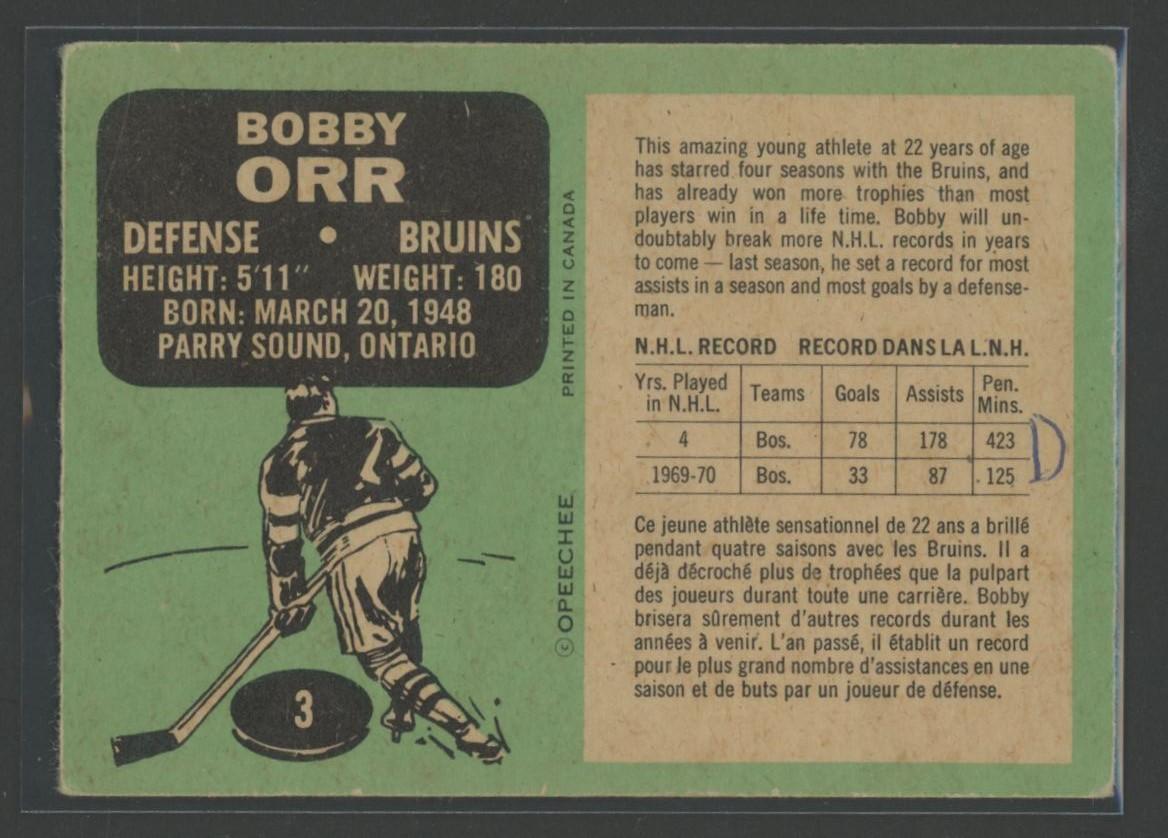 BOBBY
ORR
DEFENSE • BRUINS
HEIGHT: 5'11" WEIGHT: 180
BORN: MARCH 20, 1948
PARRY SOUND, ONTARIO
3
PRINTED IN CANADA
© OPEECHEE
This amazing young athlete at 22 years of age
has starred four seasons with the Bruins, and
has already won more trophies than most
players win in a life time. Bobby will un-
doubtably break more N.H.L. records in years
to come — last season, he set a record for most
assists in a season and most goals by a defense-
man.
N.H.L. RECORD RECORD DANS LA L.N.H.
Yrs. Played in N.H.L. Teams Goals Assists Pen. Mins.
4 Bos. 78 178 423
1969-70 Bos. 33 87 125
D
Ce jeune athlète sensationnel de 22 ans a brillé
pendant quatre saisons avec les Bruins. Il a
déjà décroché plus de trophées que la pulpart
des joueurs durant toute une carrière. Bobby
brisera sûrement d'autres records durant les
années à venir. L'an passé, il établit un record
pour le plus grand nombre d'assistances en une
saison et de buts par un joueur de défense.